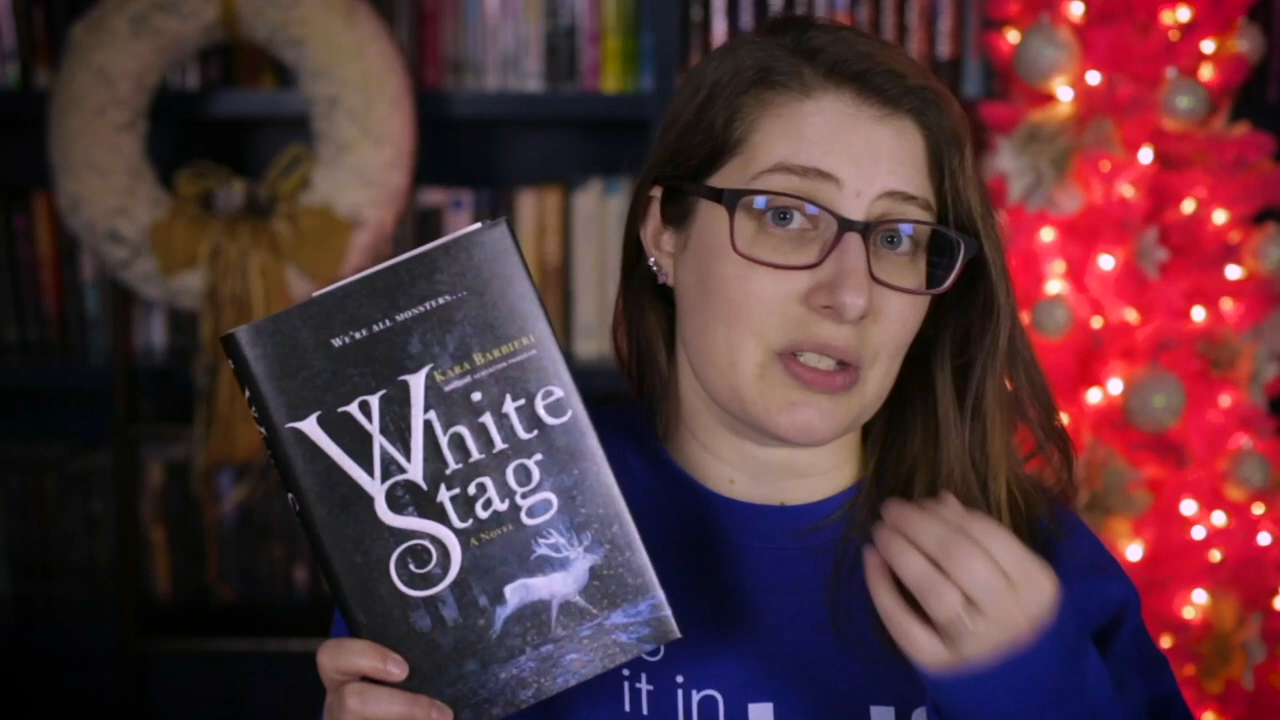 We're all monsters...
Kara Barbieri
White
Stag
A Novel
it in